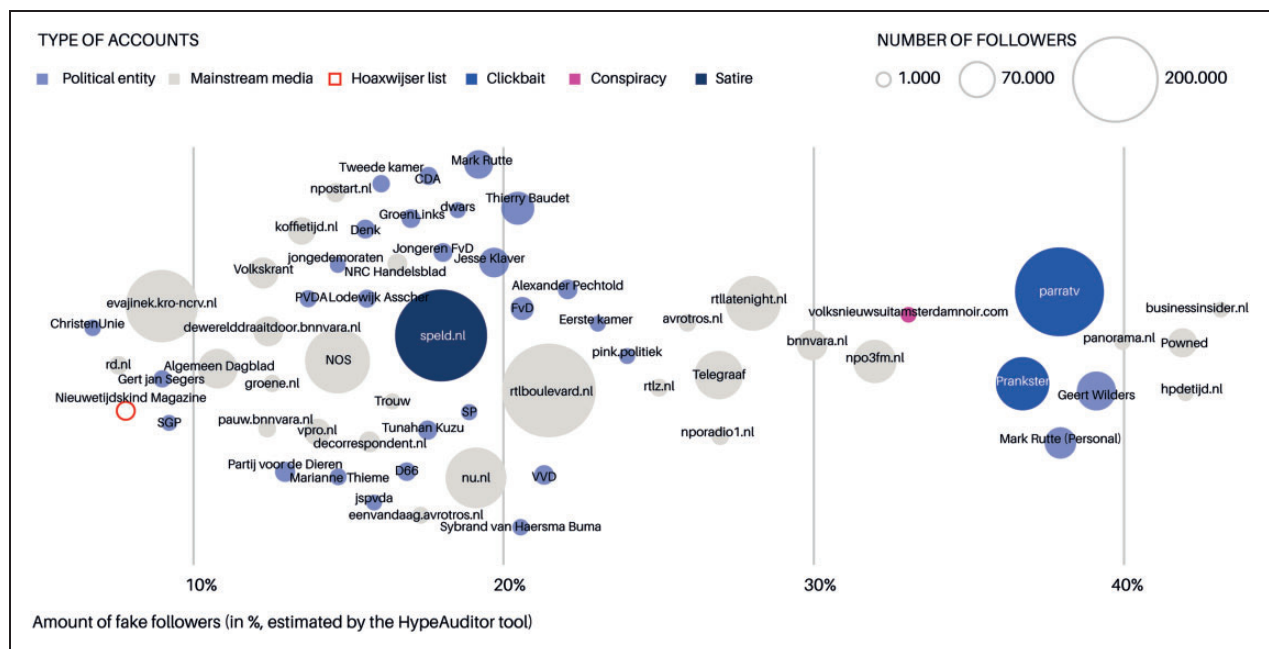 TYPE OF ACCOUNTS
NUMBER OF FOLLOWERS
Political entity
Mainstream media
Hoaxwijser list
Clickbait
Conspiracy
Satire
1.000
70.000
200.000
Mark Rutte
Tweede kamer
CDA
npostart.nl
Thierry Baudet
dwars
GroenLinks
koffietijd.nl
Denk
Jongeren FvD
jongedemoraten
Jesse Klaver
Volkskrant
NRC Handelsblad
Alexander Pechtold
PVDA
Lodewijk Asscher
evajinek.kro-ncrv.nl
rtllatenight.nl
parratv
FvD
volksnieuwsuitamsterdamnoir.com
businessinsider.nl
ChristenUnie
dewerelddraaitdoor.bnnvara.nl
Eerste kamer
avrotros.nl
speld.nl
bnnvara.nl
panorama.nl
Powned
pink.politiek
npo3fm.nl
NOS
rd.nl
Algemeen Dagblad
Telegraaf
Gert jan Segers
groene.nl
Prankster
rtlz.nl
rtlboulevard.nl
hpdetijd.nl
Geert Wilders
Nieuwetijdskind Magazine
Trouw
SP
SGP
pauw.bnnvara.nl
vpro.nl
Tunahan Kuzu
nporadio1.nl
decorrespondent.nl
Mark Rutte (Personal)
Partij voor de Dieren
D66
Marianne Thieme
nu.nl
VVD
jspvda
eenvandaag.avrotros.nl
Sybrand van Haersma Buma
10%
20%
30%
40%
Amount of fake followers (in %, estimated by the HypeAuditor tool)